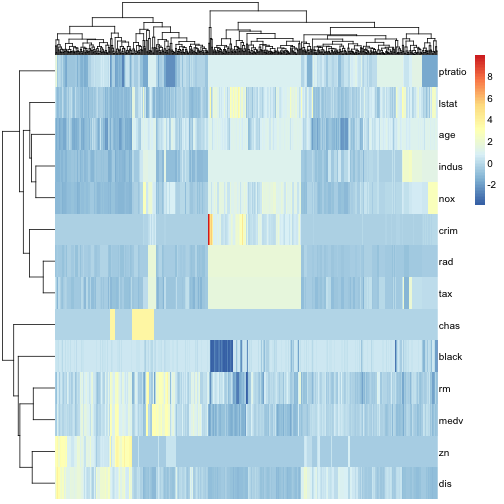 ptratio
lstat
age
indus
nox
crim
rad
tax
chas
black
rm
medv
zn
dis
8
6
4
2
0
-2